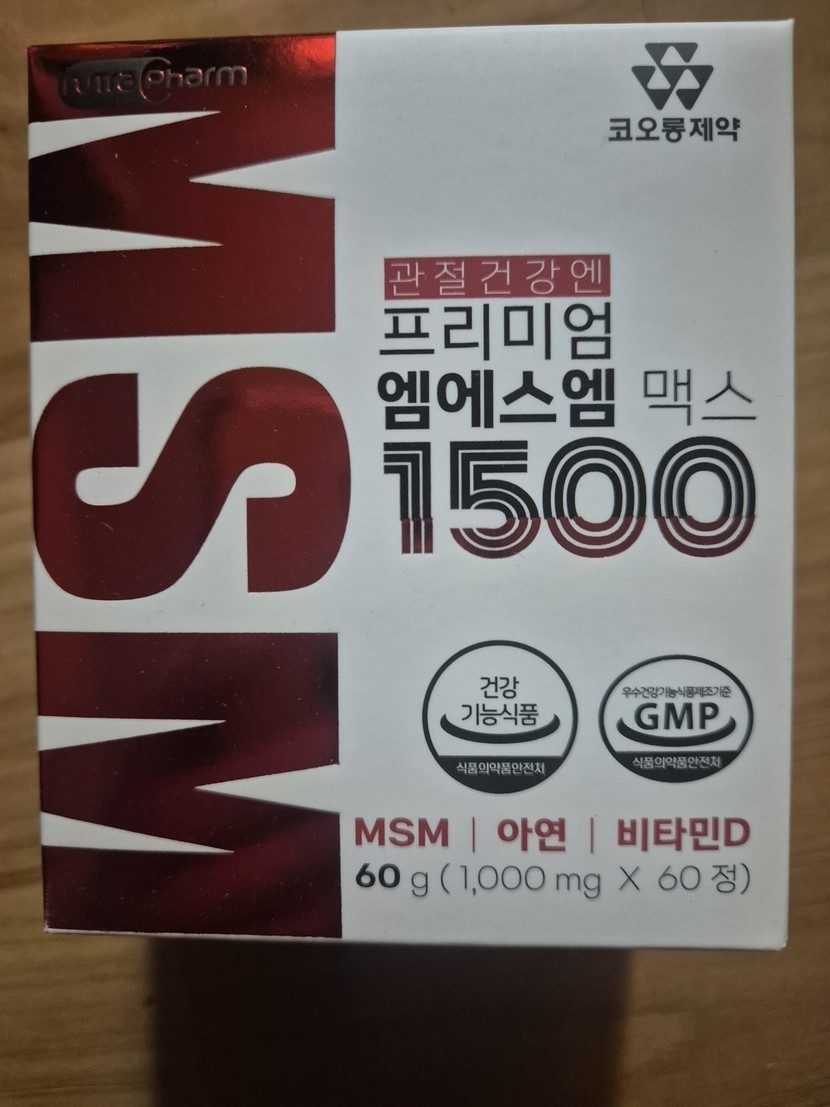 nutra Pharm
코오롱제약
MSM
관절건강엔
프리미엄
엠에스엠 맥스
1500
건강
기능식품
식품의약품안전처
우수건강기능식품제조기준
GMP
식품의약품안전처
MSM | 아연 | 비타민D
60 g ( 1,000 mg X 60 정)